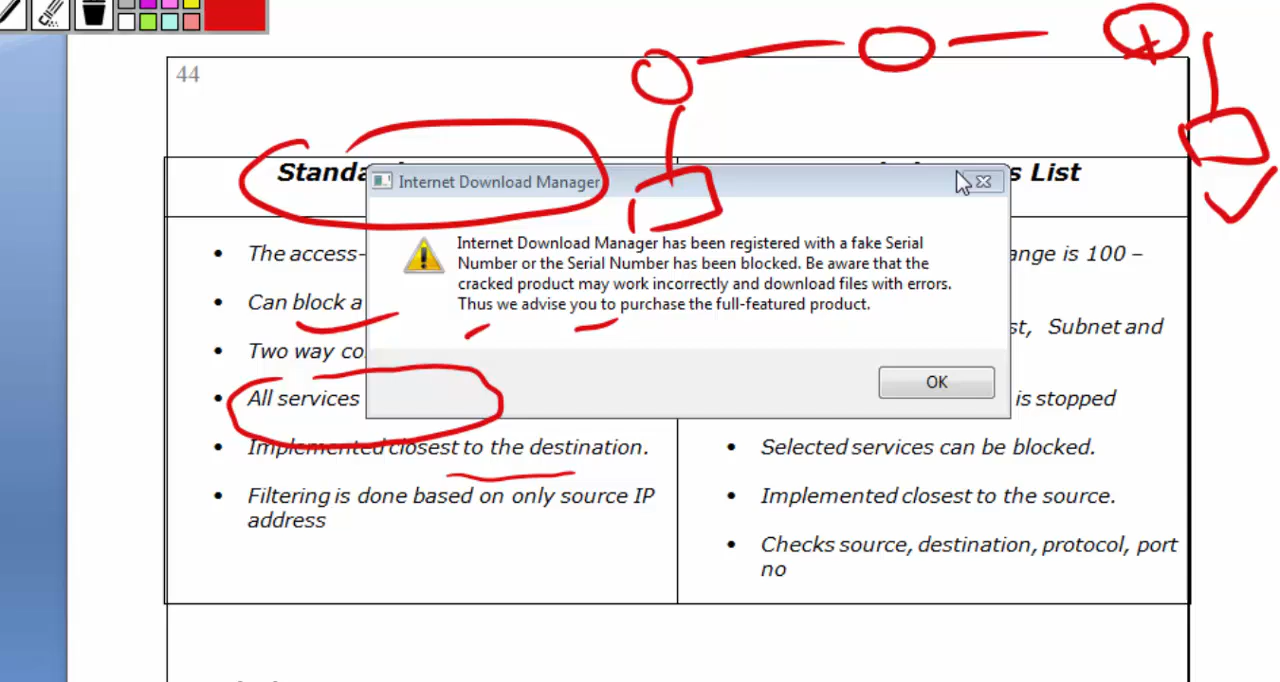 44
Standa
s List
Internet Download Manager
Internet Download Manager has been registered with a fake Serial
Number or the Serial Number has been blocked. Be aware that the
cracked product may work incorrectly and download files with errors.
Thus we advise you to purchase the full-featured product.
OK
• The access-
• Can block a
• Two way co
• All services
• Implemented closest to the destination.
• Filtering is done based on only source IP
address
ange is 100 –
st, Subnet and
is stopped
• Selected services can be blocked.
• Implemented closest to the source.
• Checks source, destination, protocol, port
no